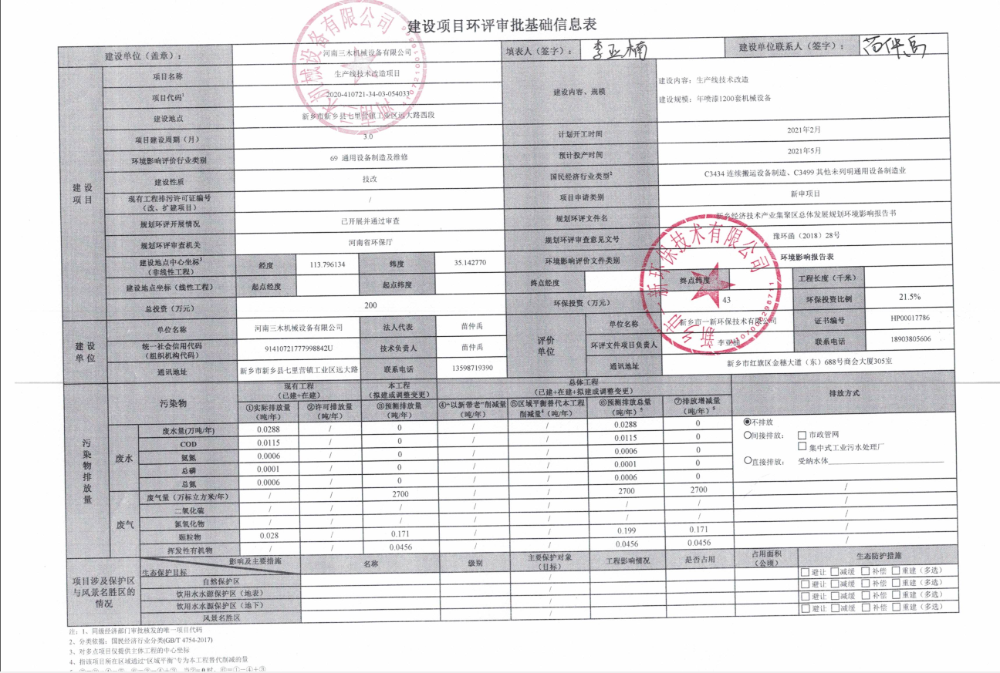 建设项目环评审批基础信息表
建设单位（盖章）： 河南三木机械设备有限公司 填表人（签字）： 李亚楠 建设单位联系人（签字）：
建设项目
项目名称 生产线技术改造项目 建设内容、规模 建设内容：生产线技术改造
项目代码1 2020-410721-34-03-054033 建设规模：年喷漆1200套机械设备
建设地点 新乡市新乡县七里营镇工业区远大路西段
项目建设周期（月） 3.0 计划开工时间 2021年2月
环境影响评价行业类别 69 通用设备制造及维修 预计投产时间 2021年5月
建设性质 技改 国民经济行业类型2 C3434 连续搬运设备制造、C3499 其他未列明通用设备制造业
现有工程排污许可证编号（改、扩建项目） / 项目申请类别 新申项目
规划环评开展情况 已开展并通过审查 规划环评文件名 新乡经济技术产业集聚区总体发展规划环境影响报告书
规划环评审查机关 河南省环保厅 规划环评审查意见文号 豫环函（2018）28号
建设地点中心坐标3（非线性工程） 经度 113.796134 纬度 35.142770 环境影响评价文件类别 环境影响报告表
建设地点坐标（线性工程） 起点经度 起点纬度 终点经度 终点纬度 工程长度（千米）
总投资（万元） 200 环保投资（万元） 43 环保投资比例 21.5%
建设单位
单位名称 河南三木机械设备有限公司 法人代表 苗仲禹 评价单位 单位名称 新乡市一新环保技术有限公司 证书编号 HP00017786
统一社会信用代码（组织机构代码） 91410721777998842U 技术负责人 苗仲禹 环评文件项目负责人 李亚楠 联系电话 18903805606
通讯地址 新乡市新乡县七里营镇工业区远大路 联系电话 13598719390 通讯地址 新乡市红旗区金穗大道（东）688号商会大厦305室
污染物排放量
污染物 现有工程（已建+在建） 本工程（拟建或调整变更） 总体工程（已建+在建+拟建或调整变更） 排放方式
①实际排放量（吨/年） ②许可排放量（吨/年） ③预测排放量（吨/年） ④“以新带老”削减量（吨/年） ⑤区域平衡替代本工程削减量4（吨/年） ⑥预测排放总量（吨/年）5 ⑦排放增减量（吨/年）5
废水
废水量(万吨/年) 0.0288 / 0 / / 0.0288 0 不排放
COD 0.0115 / 0 / / 0.0115 0 间接排放： 市政管网
氨氮 0.0006 / 0 / / 0.0006 0 集中式工业污水处理厂
总磷 0.0001 / 0 / / 0.0001 0 直接排放： 受纳水体
总氮 0.0006 / 0 / / 0.0006 0
废气
废气量（万标立方米/年） / / 2700 / / 2700 2700 /
二氧化硫 / / / / / / / /
氮氧化物 / / / / / / / /
颗粒物 0.028 / 0.171 / / 0.199 0.171 /
挥发性有机物 / / 0.0456 / / 0.0456 0.0456 /
项目涉及保护区与风景名胜区的情况
影响及主要措施 生态保护目标 名称 级别 主要保护对象（目标） 工程影响情况 是否占用 占用面积（公顷） 生态防护措施
自然保护区 / 避让 减缓 补偿 重建（多选）
饮用水水源保护区（地表） / 避让 减缓 补偿 重建（多选）
饮用水水源保护区（地下） / 避让 减缓 补偿 重建（多选）
风景名胜区 / 避让 减缓 补偿 重建（多选）
注：1、同级经济部门审批核发的唯一项目代码
2、分类依据：国民经济行业分类(GB/T 4754-2017)
3、对多点项目仅提供主体工程的中心坐标
4、指该项目所在区域通过“区域平衡”专为本工程替代削减的量